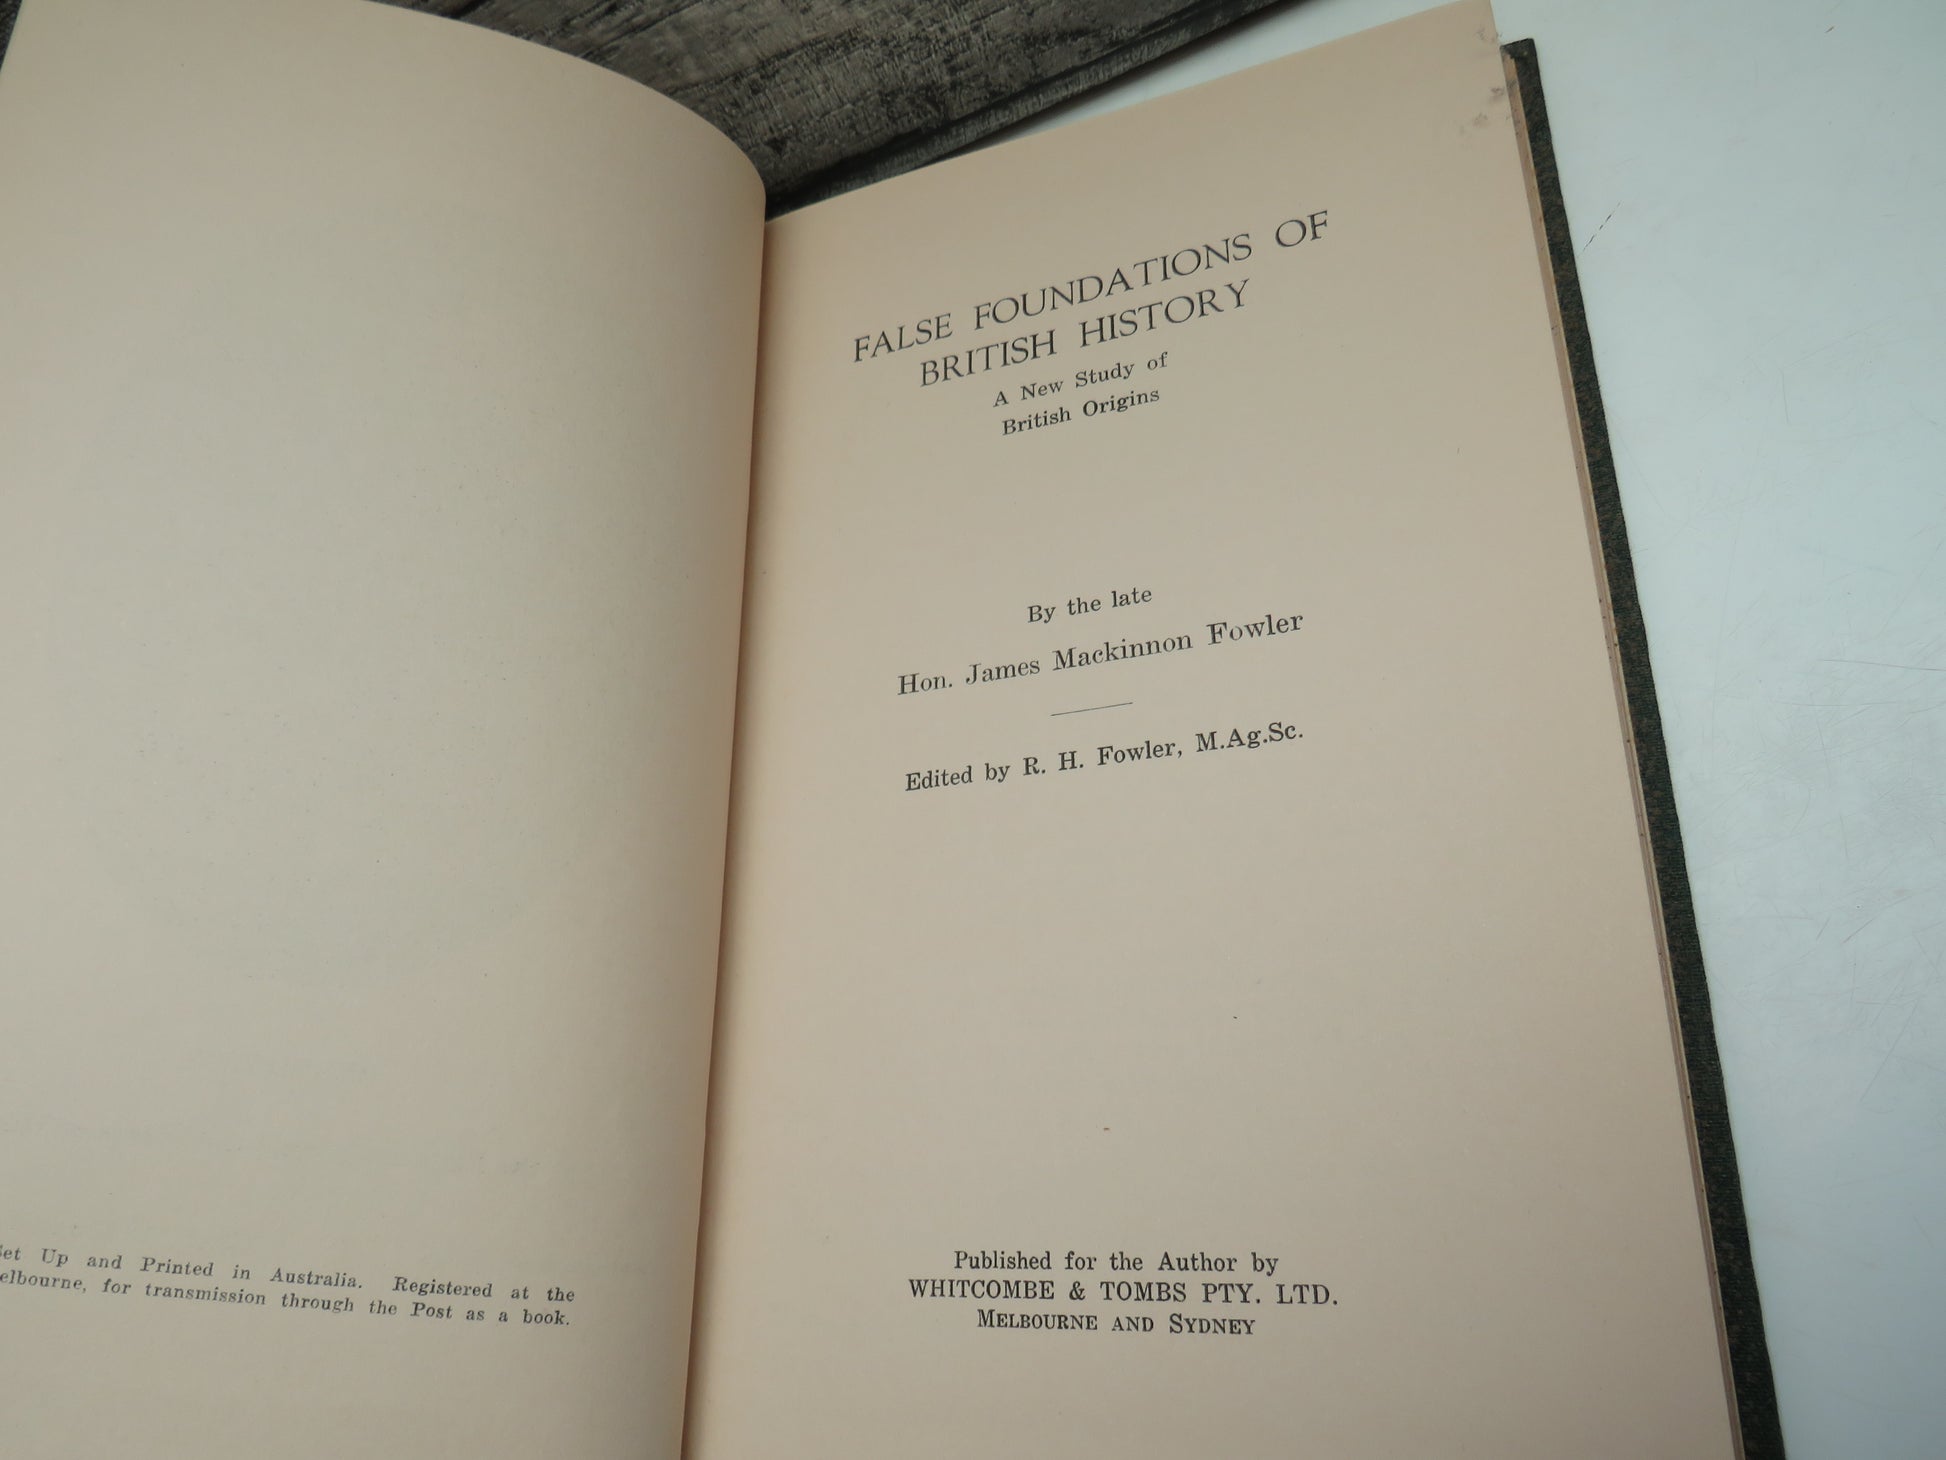 Set Up and Printed in Australia. Registered at the
for transmission through the Post as a book.
FALSE FOUNDATIONS OF
BRITISH HISTORY
A New Study of
British Origins
By the late
Hon. James Mackinnon Fowler
Edited by R. H. Fowler, M.Ag.Sc.
Published for the Author by
WHITCOMBE & TOMBS PTY. LTD.
MELBOURNE AND SYDNEY